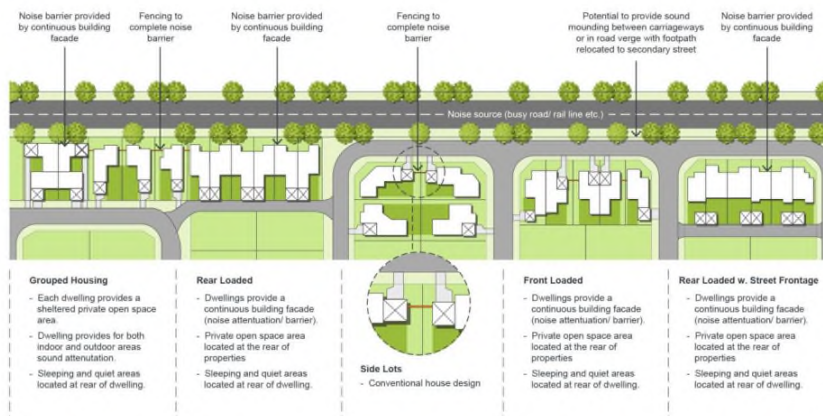 Noise barrier provided
by continuous building
facade
Fencing to
complete noise
barrier
Noise barrier provided
by continuous building
facade
Fencing to
complete noise
barrier
Potential to provide sound
mounding between carriageways
or in road verge with footpath
relocated to secondary street
Noise barrier provided
by continuous building
facade
Noise source (busy road/ rail line etc.)
Grouped Housing
- Each dwelling provides a
sheltered private open space
area.
- Dwelling provides for both
indoor and outdoor areas
sound attenutation.
- Sleeping and quiet areas
located at rear of dwelling.
Rear Loaded
- Dwellings provide a
continuous building facade
(noise attentuation/ barrier).
- Private open space area
located at the rear of
properties
- Sleeping and quiet areas
located at rear of dwelling.
Side Lots
- Conventional house design
Front Loaded
- Dwellings provide a
continuous building facade
(noise attentuation/ barrier).
- Private open space area
located at the rear of
properties
- Sleeping and quiet areas
located at rear of dwelling.
Rear Loaded w. Street Frontage
- Dwellings provide a
continuous building facade
(noise attentuation/ barrier).
- Private open space area
located at the rear of
properties
- Sleeping and quiet areas
located at rear of dwelling.